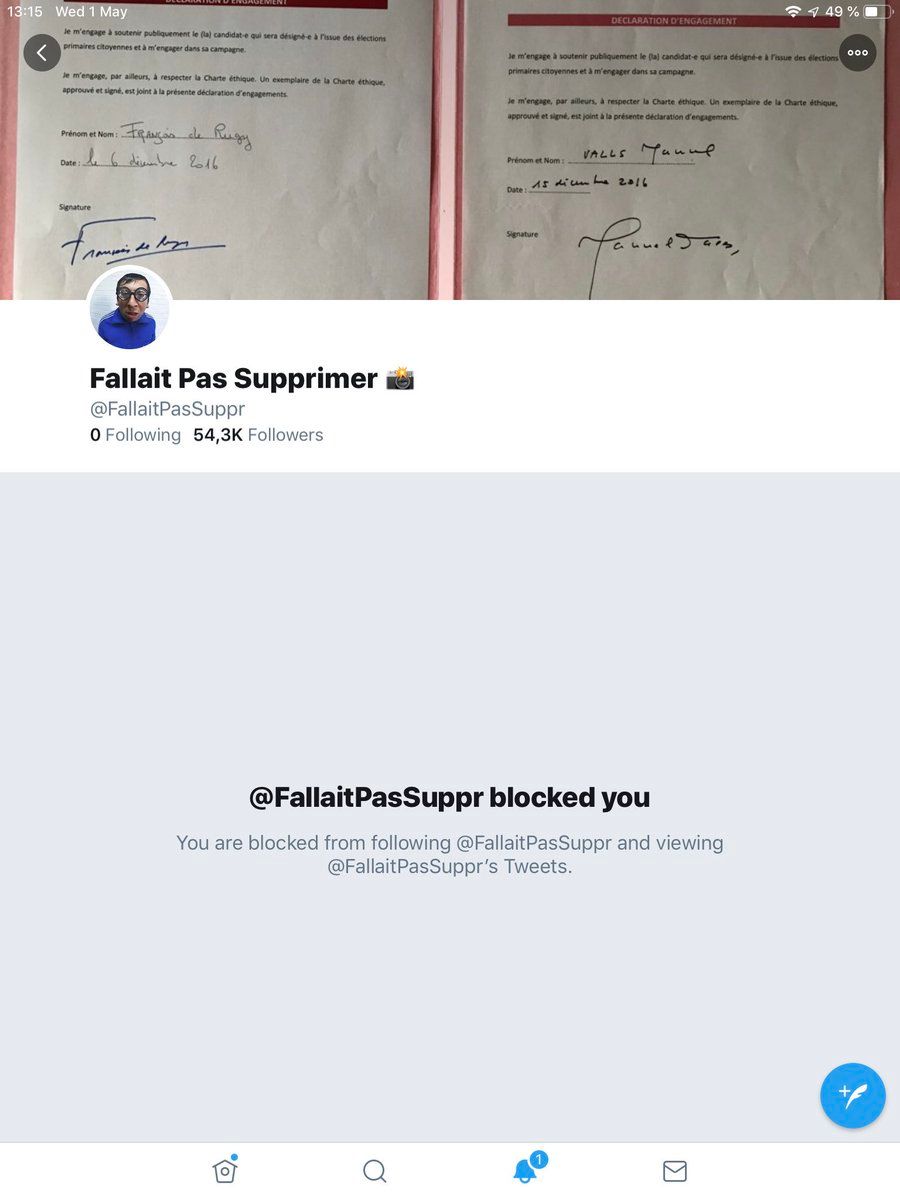 13:15 Wed 1 May
49 %
DECLARATION D'ENGAGEMENT
Je m'engage à soutenir publiquement le (la) candidat-e qui sera désigné-e à l'issue des élections
primaires citoyennes et à m'engager dans sa campagne.
Je m'engage, par ailleurs, à respecter la Charte éthique. Un exemplaire de la Charte éthique,
approuvé et signé, est joint à la présente déclaration d'engagements.
Prénom et Nom : François de Rugy
Date : le 6 décembre 2016
Signature
François de Rugy
DECLARATION D'ENGAGEMENT
Je m'engage à soutenir publiquement le (la) candidat-e qui sera désigné-e à l'issue des élections
primaires citoyennes et à m'engager dans sa campagne.
Je m'engage, par ailleurs, à respecter la Charte éthique. Un exemplaire de la Charte éthique,
approuvé et signé, est joint à la présente déclaration d'engagements.
Prénom et Nom : VALLS Manuel
Date : 15 décembre 2016
Signature
Manuel Valls
Fallait Pas Supprimer
@FallaitPasSuppr
0 Following 54,3K Followers
@FallaitPasSuppr blocked you
You are blocked from following @FallaitPasSuppr and viewing
@FallaitPasSuppr’s Tweets.
1